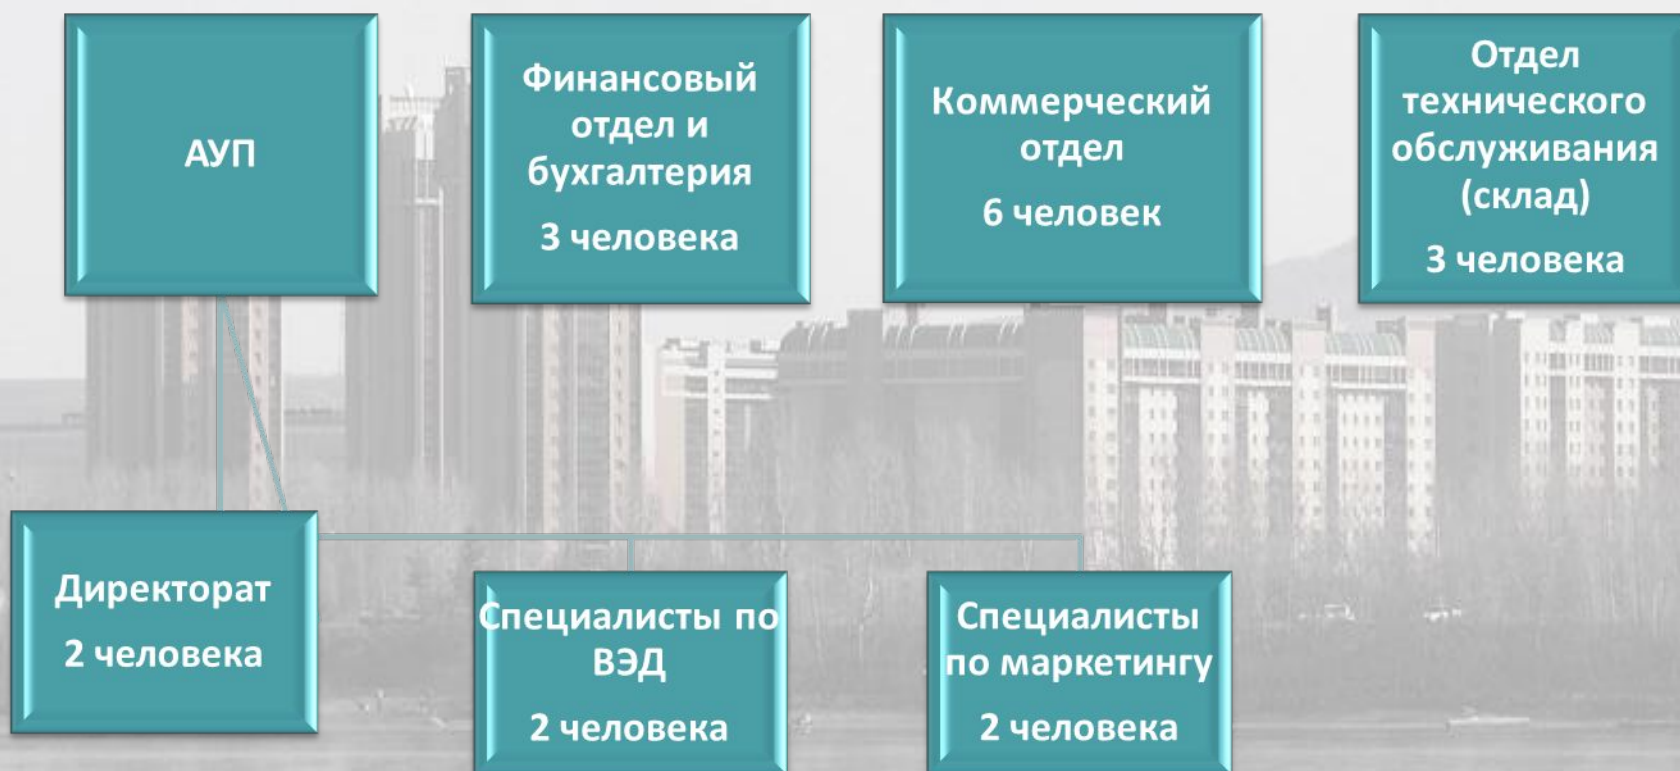 АУП
Финансовый
отдел и
бухгалтерия
3 человека
Коммерческий
отдел
6 человек
Отдел
технического
обслуживания
(склад)
3 человека
Директорат
2 человека
Специалисты по
ВЭД
2 человека
Специалисты
по маркетингу
2 человека